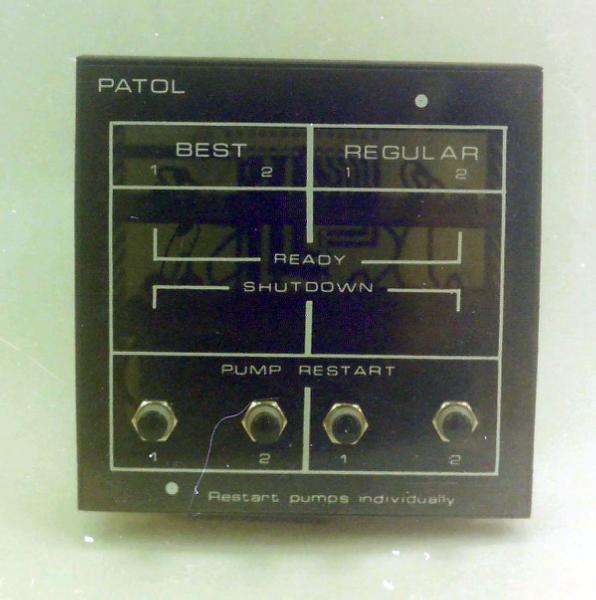 PATOL
BEST REGULAR
1 2 1 2
READY
SHUTDOWN
PUMP RESTART
1 2 1 2
Restart pumps individually